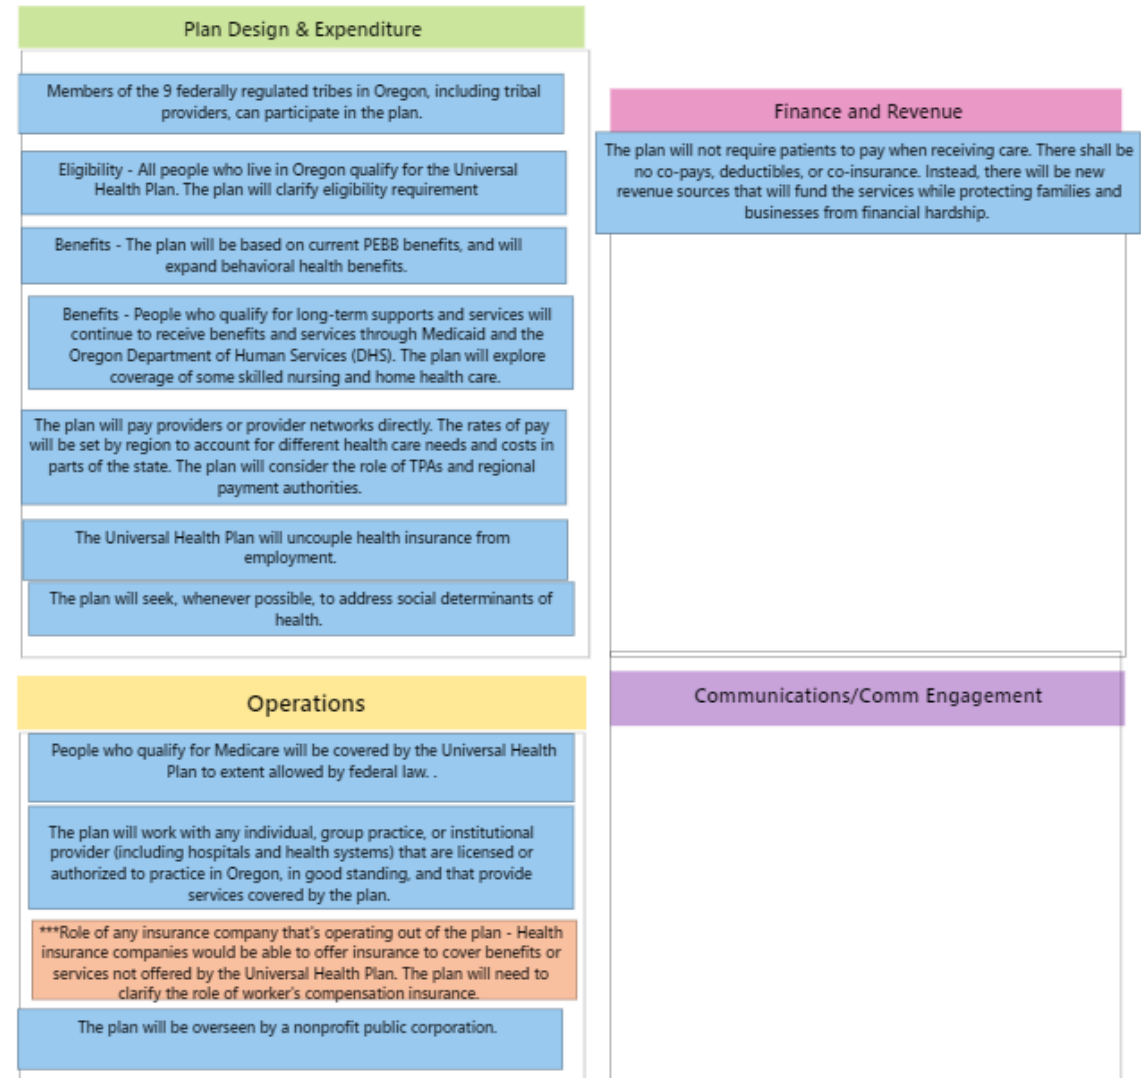 Plan Design & Expenditure
Members of the 9 federally regulated tribes in Oregon, including tribal
providers, can participate in the plan.
Eligibility - All people who live in Oregon qualify for the Universal
Health Plan. The plan will clarify eligibility requirement
Benefits - The plan will be based on current PEBB benefits, and will
expand behavioral health benefits.
Benefits - People who qualify for long-term supports and services will
continue to receive benefits and services through Medicaid and the
Oregon Department of Human Services (DHS). The plan will explore
coverage of some skilled nursing and home health care.
The plan will pay providers or provider networks directly. The rates of pay
will be set by region to account for different health care needs and costs in
parts of the state. The plan will consider the role of TPAs and regional
payment authorities.
The Universal Health Plan will uncouple health insurance from
employment.
The plan will seek, whenever possible, to address social determinants of
health.
Finance and Revenue
The plan will not require patients to pay when receiving care. There shall be
no co-pays, deductibles, or co-insurance. Instead, there will be new
revenue sources that will fund the services while protecting families and
businesses from financial hardship.
Operations
People who qualify for Medicare will be covered by the Universal Health
Plan to extent allowed by federal law. .
The plan will work with any individual, group practice, or institutional
provider (including hospitals and health systems) that are licensed or
authorized to practice in Oregon, in good standing, and that provide
services covered by the plan.
***Role of any insurance company that's operating out of the plan - Health
insurance companies would be able to offer insurance to cover benefits or
services not offered by the Universal Health Plan. The plan will need to
clarify the role of worker's compensation insurance.
The plan will be overseen by a nonprofit public corporation.
Communications/Comm Engagement